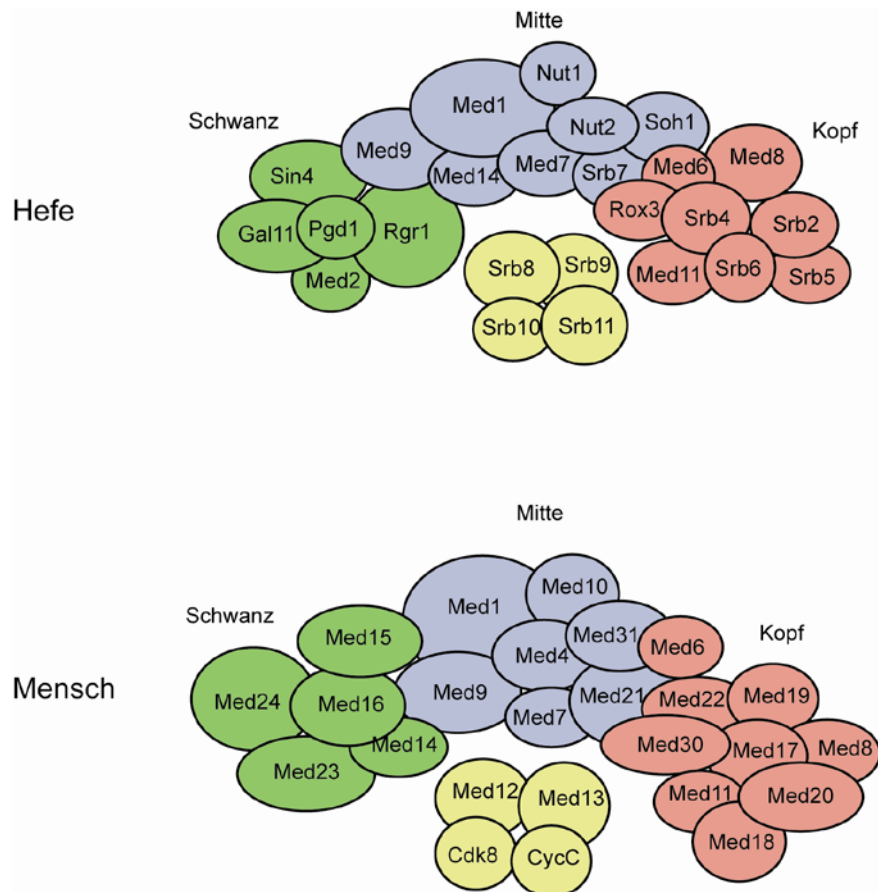 Mitte
Nut1
Med1
Schwanz
Nut2
Soh1
Kopf
Med9
Med7
Med8
Med14
Srb7
Med6
Sin4
Hefe
Rox3
Gal11
Pgd1
Rgr1
Srb4
Srb2
Srb8
Srb9
Med2
Med11
Srb6
Srb5
Srb10
Srb11
Mitte
Med10
Med1
Schwanz
Kopf
Med15
Med31
Med6
Med4
Mensch
Med24
Med16
Med9
Med21
Med22
Med19
Med7
Med14
Med30
Med17
Med8
Med23
Med12
Med13
Med11
Med20
Med18
Cdk8
CycC